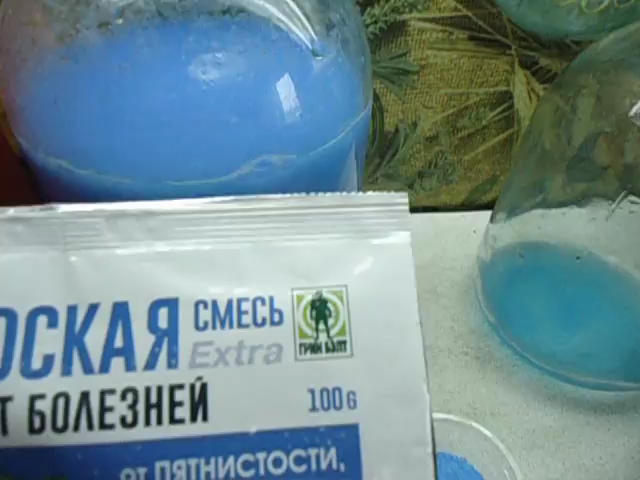 ОСКАЯ СМЕСЬ
Extra
ГРИН БЭЛТ
Т БОЛЕЗНЕЙ
100 г
ОТ ПЯТНИСТОСТИ,